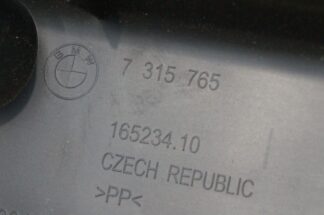 BMW
7 315 765
165234.10
CZECH REPUBLIC
>PP<